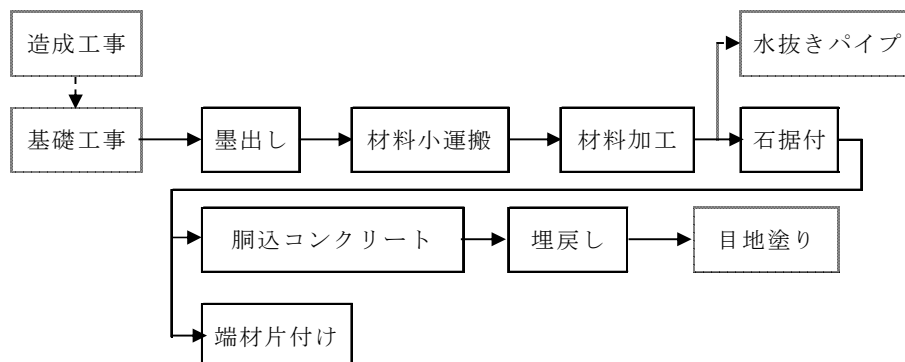 造成工事
水抜きパイプ
基礎工事
墨出し
材料小運搬
材料加工
石据付
胴込コンクリート
埋戻し
目地塗り
端材片付け